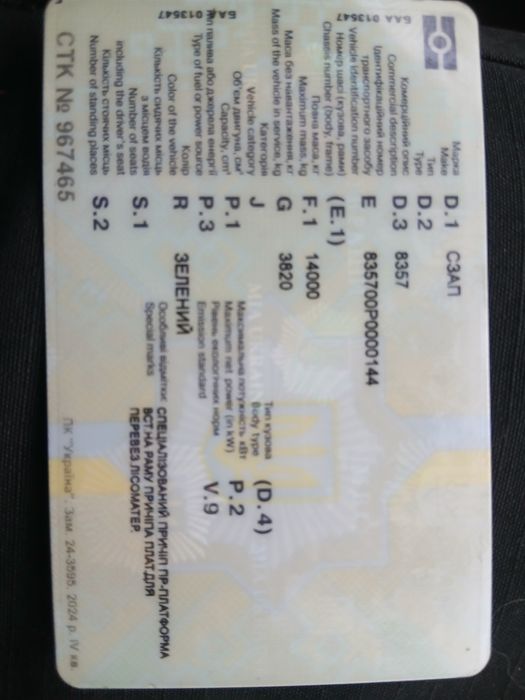 БАА 013547
БАА 013547
Марка
Make D.1 СЗАП
Тип
Type D.2
Комерційний опис
Commercial description D.3 8357
Ідентифікаційний номер
транспортного засобу
Vehicle identification number E 835700P0000144
Номер шасі (кузова, рами)
Chassis number (body, frame) (E.1)
Повна маса, кг
Maximum mass, kg F.1 14000
Маса без навантаження, кг
Mass of the vehicle in service, kg G 3820
Категорія
Vehicle category J
Тип кузова
Body type (D.4)
Об'єм двигуна, см³
Capacity, cm³ P.1
Максимальна потужність кВт
Maximum net power (in kW) P.2
Тип палива або джерела енергії
Type of fuel or power source P.3
Рівень екологічних норм
Emission standard V.9
Колір
Color of the vehicle R ЗЕЛЕНИЙ
Кількість сидячих місць
з місцем водія
Number of seats
including the driver's seat S.1
Особливі відмітки: СПЕЦІАЛІЗОВАНИЙ ПРИЧІП ПР-ПЛАТФОРМА
Special marks ВСТ НА РАМУ ПРИЧІПА ПЛАТ.ДЛЯ
ПЕРЕВЕЗ.ЛІСОМАТЕР.
Кількість стоячих місць
Number of standing places S.2
СТК № 967465
ПК "Україна". Зам. 24-3595. 2024 р. IV кв.